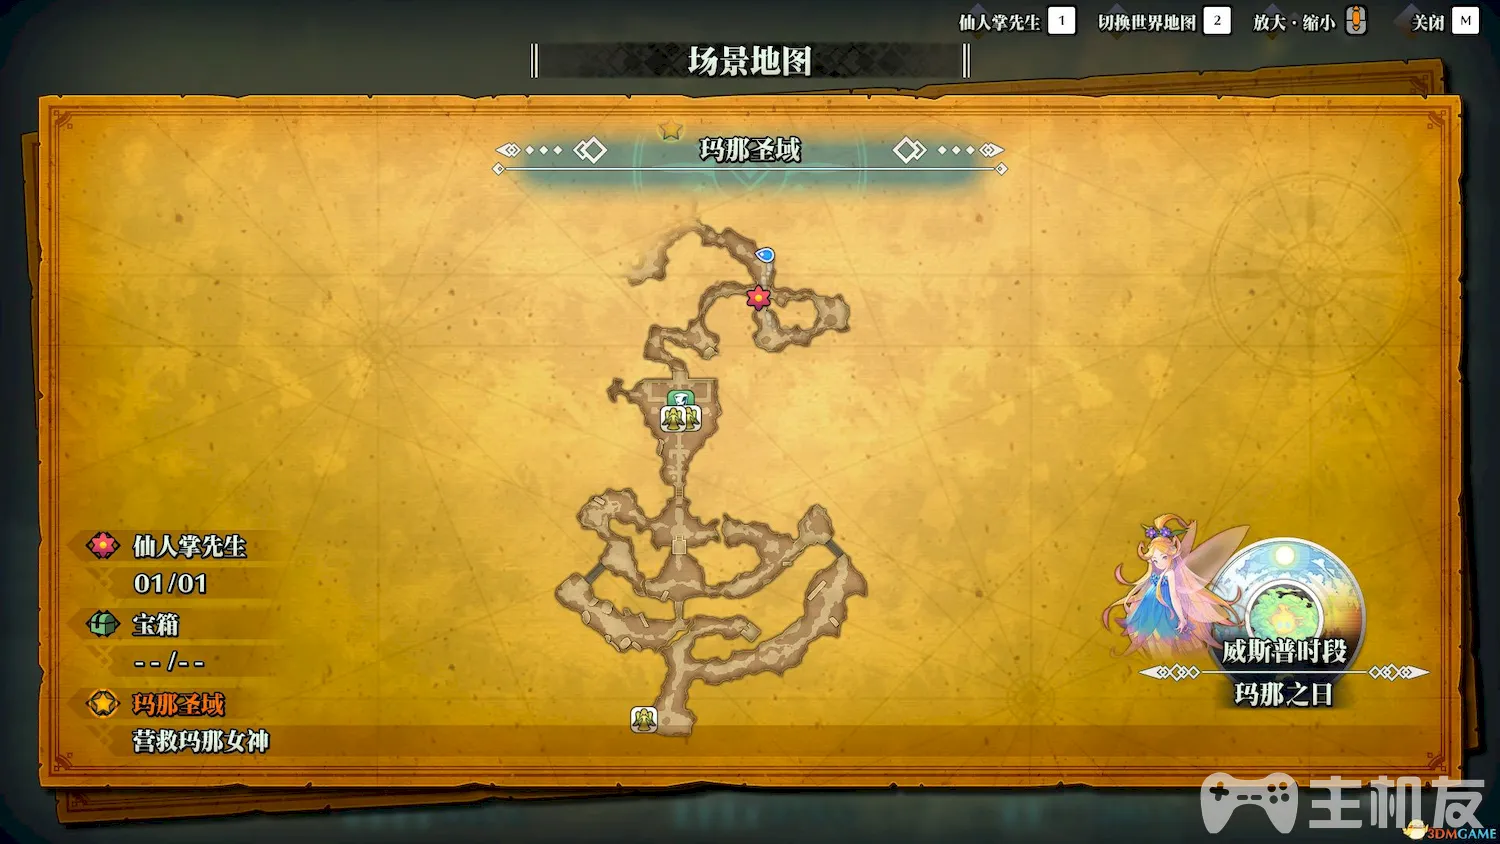 仙人掌先生 1 切换世界地图 2 放大·缩小 关闭 M
场景地图
玛那圣域
仙人掌先生
01/01
宝箱
--/--
玛那圣域
营救玛那女神
威斯普时段
玛那之日
主机友
3DMGAME